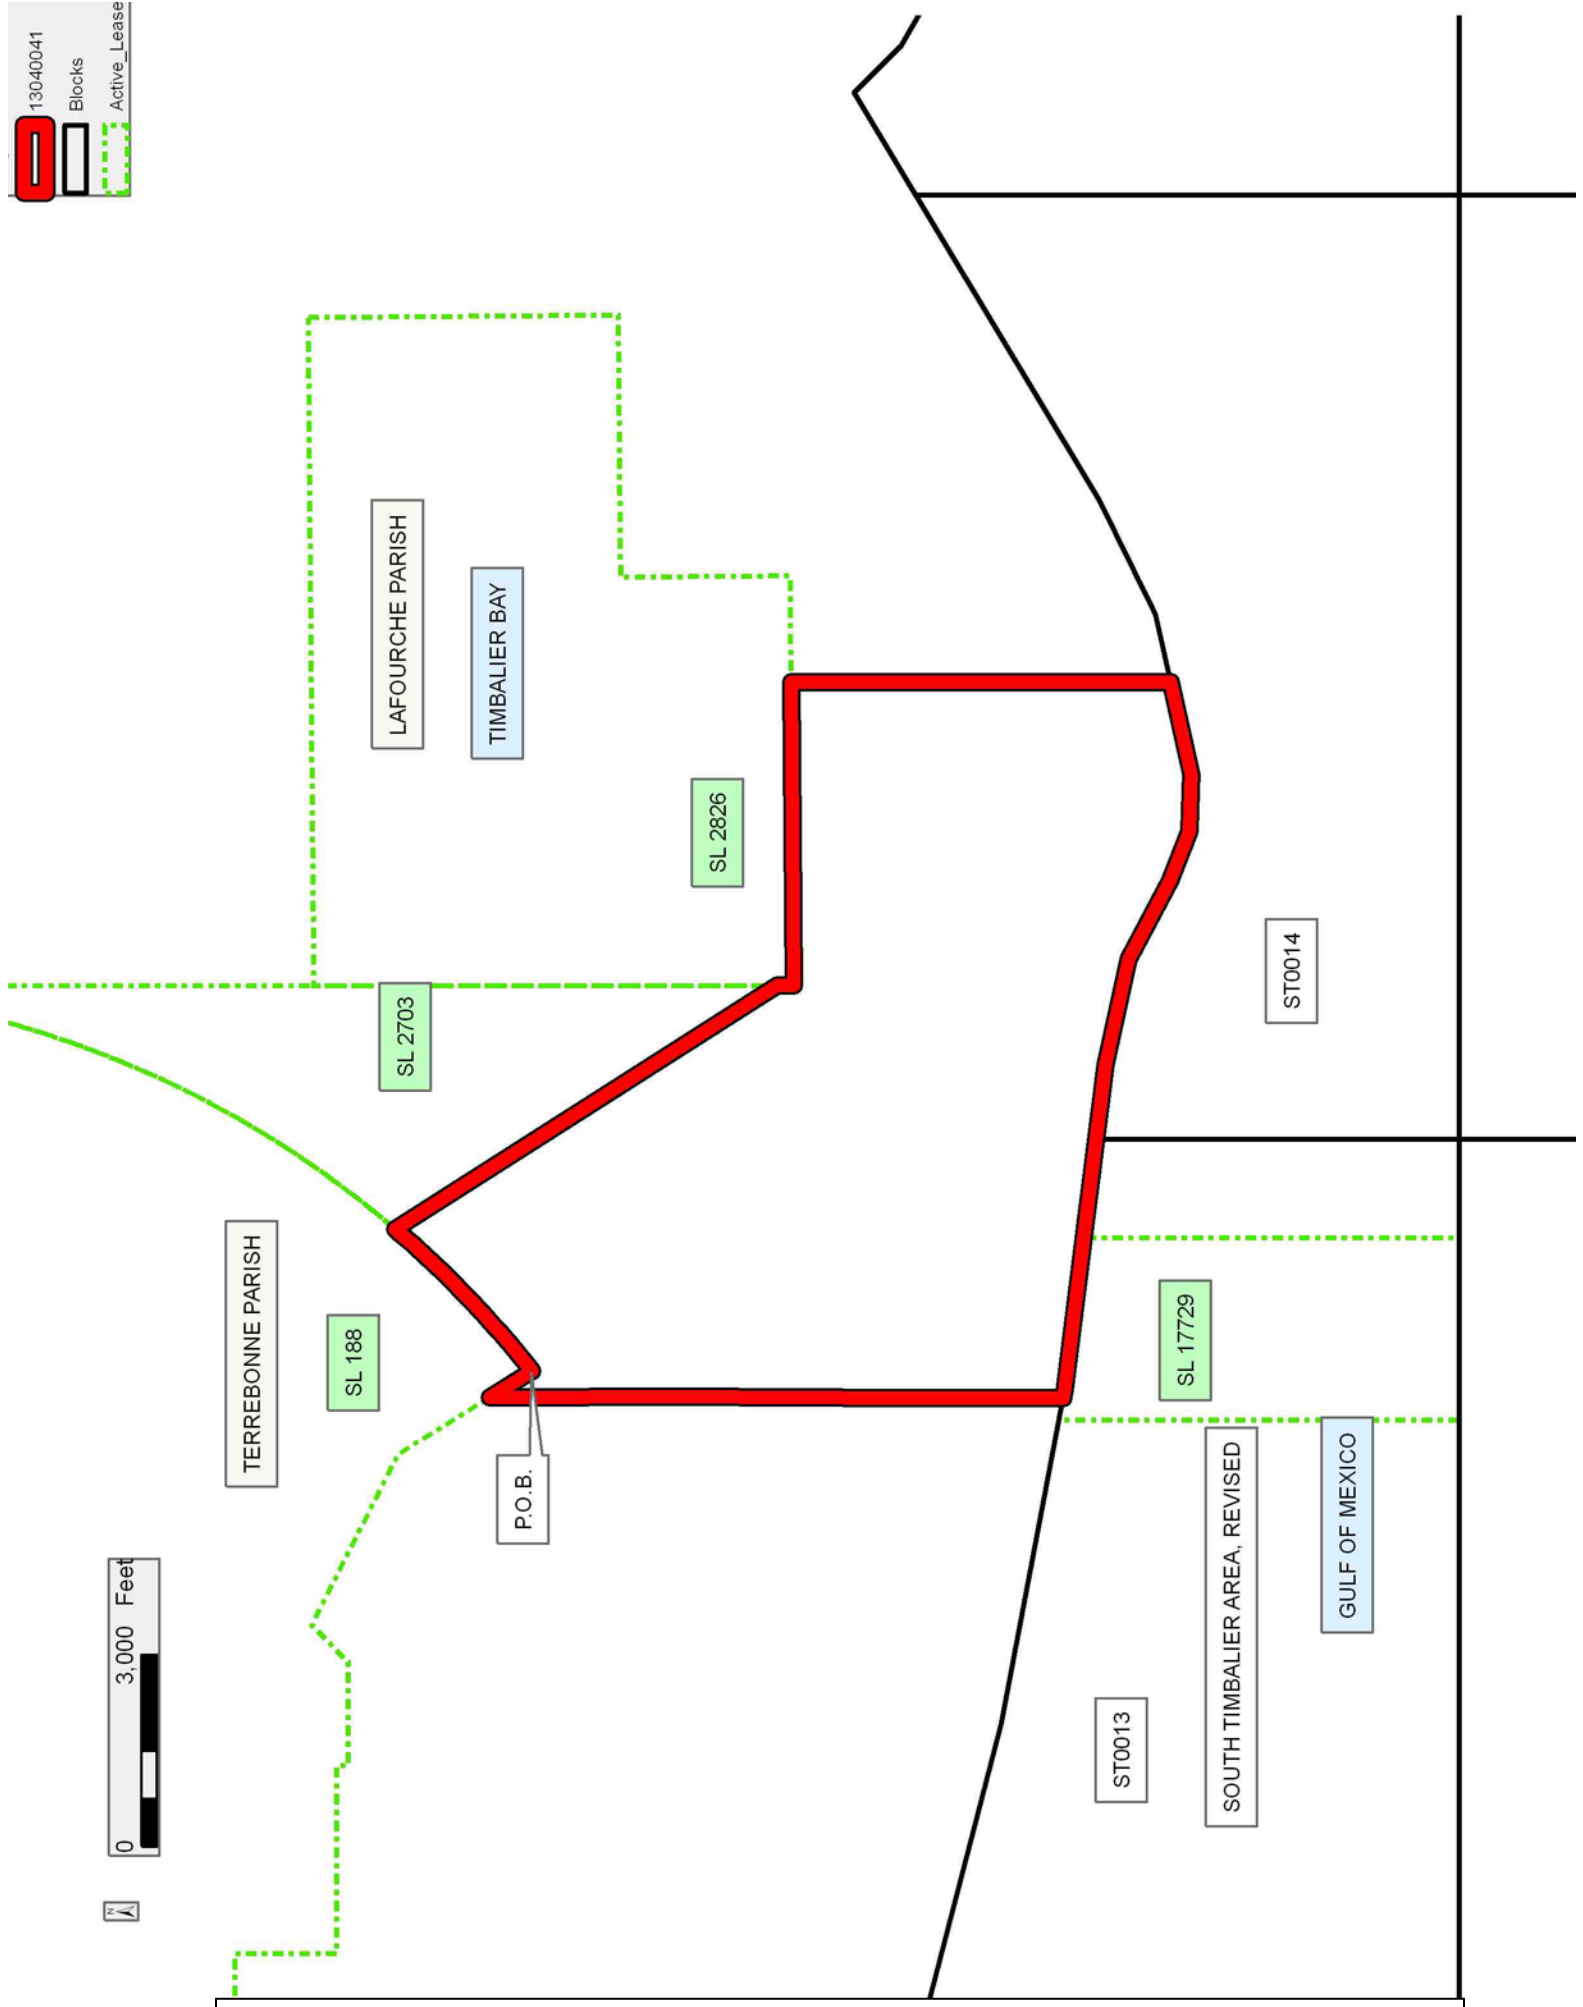 N
0 3,000 Feet
13040041
Blocks
Active_Lease
TERREBONNE PARISH
SL 188
SL 2703
LAFOURCHE PARISH
TIMBALIER BAY
P.O.B.
SL 2826
ST0013
SL 17729
SOUTH TIMBALIER AREA, REVISED
ST0014
GULF OF MEXICO